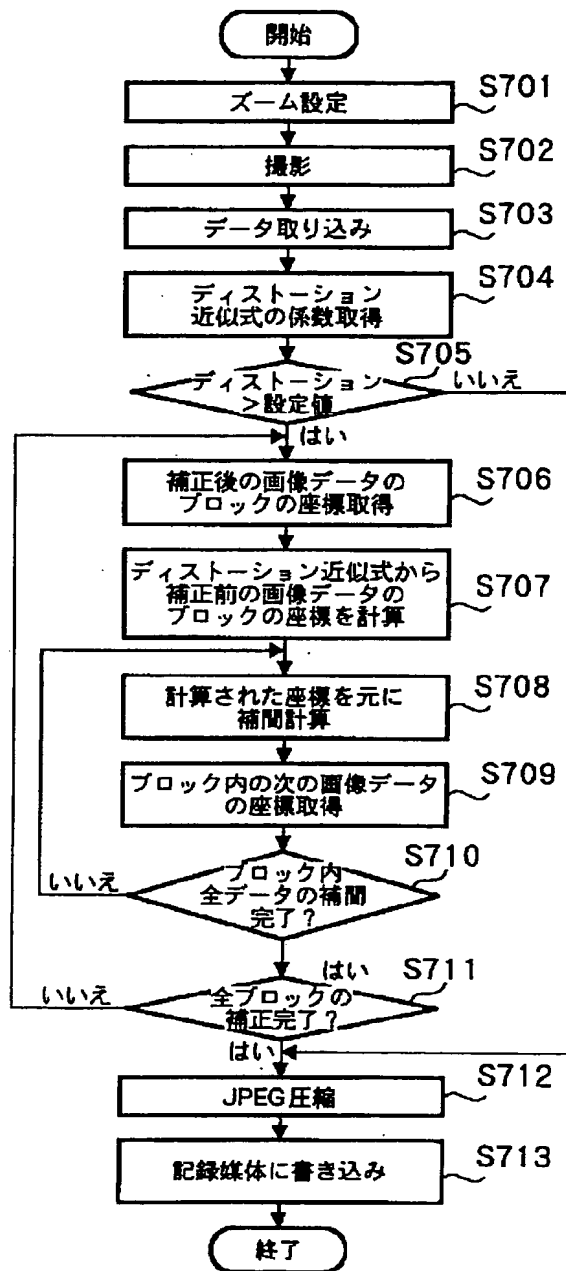 開始
ズーム設定
S701
撮影
S702
データ取り込み
S703
ディストーション
近似式の係数取得
S704
ディストーション
>設定値
S705
いいえ
はい
補正後の画像データの
ブロックの座標取得
S706
ディストーション近似式から
補正前の画像データの
ブロックの座標を計算
S707
計算された座標を元に
補間計算
S708
ブロック内の次の画像データ
の座標取得
S709
ブロック内
全データの補間
完了?
S710
いいえ
はい
全ブロックの
補正完了?
S711
いいえ
はい
JPEG圧縮
S712
記録媒体に書き込み
S713
終了